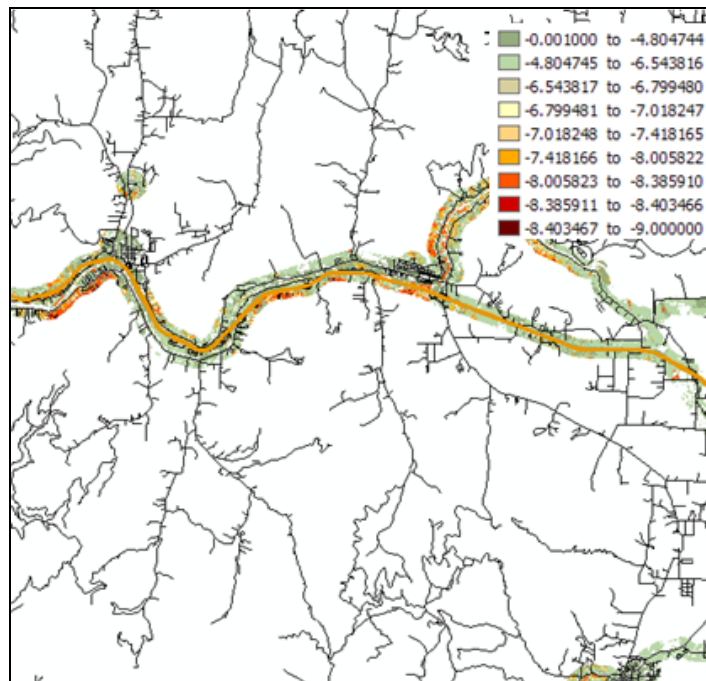 -0.001000 to -4.804744
-4.804745 to -6.543816
-6.543817 to -6.799480
-6.799481 to -7.018247
-7.018248 to -7.418165
-7.418166 to -8.005822
-8.005823 to -8.385910
-8.385911 to -8.403466
-8.403467 to -9.000000